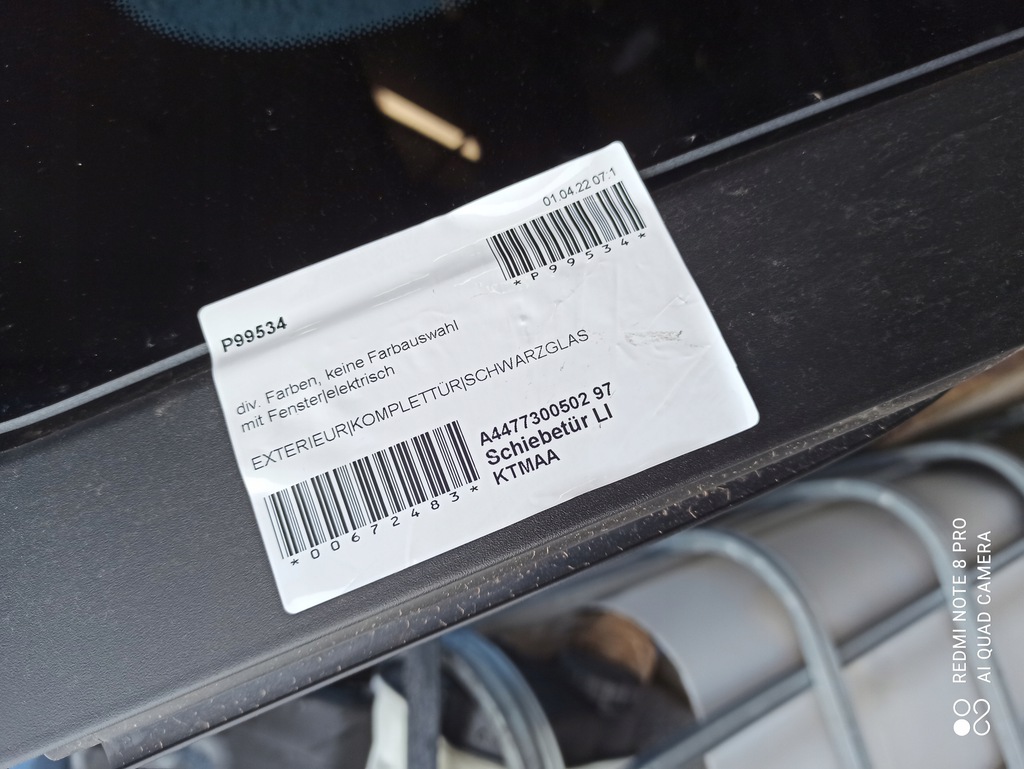 01.04.22 07:1
*P99534*
P99534
div. Farben, keine Farbauswahl
mit Fenster|elektrisch
EXTERIEUR|KOMPLETTÜR|SCHWARZGLAS
A4477300502 97
Schiebetür LI
KTMAA
*00672483*
REDMI NOTE 8 PRO
AI QUAD CAMERA